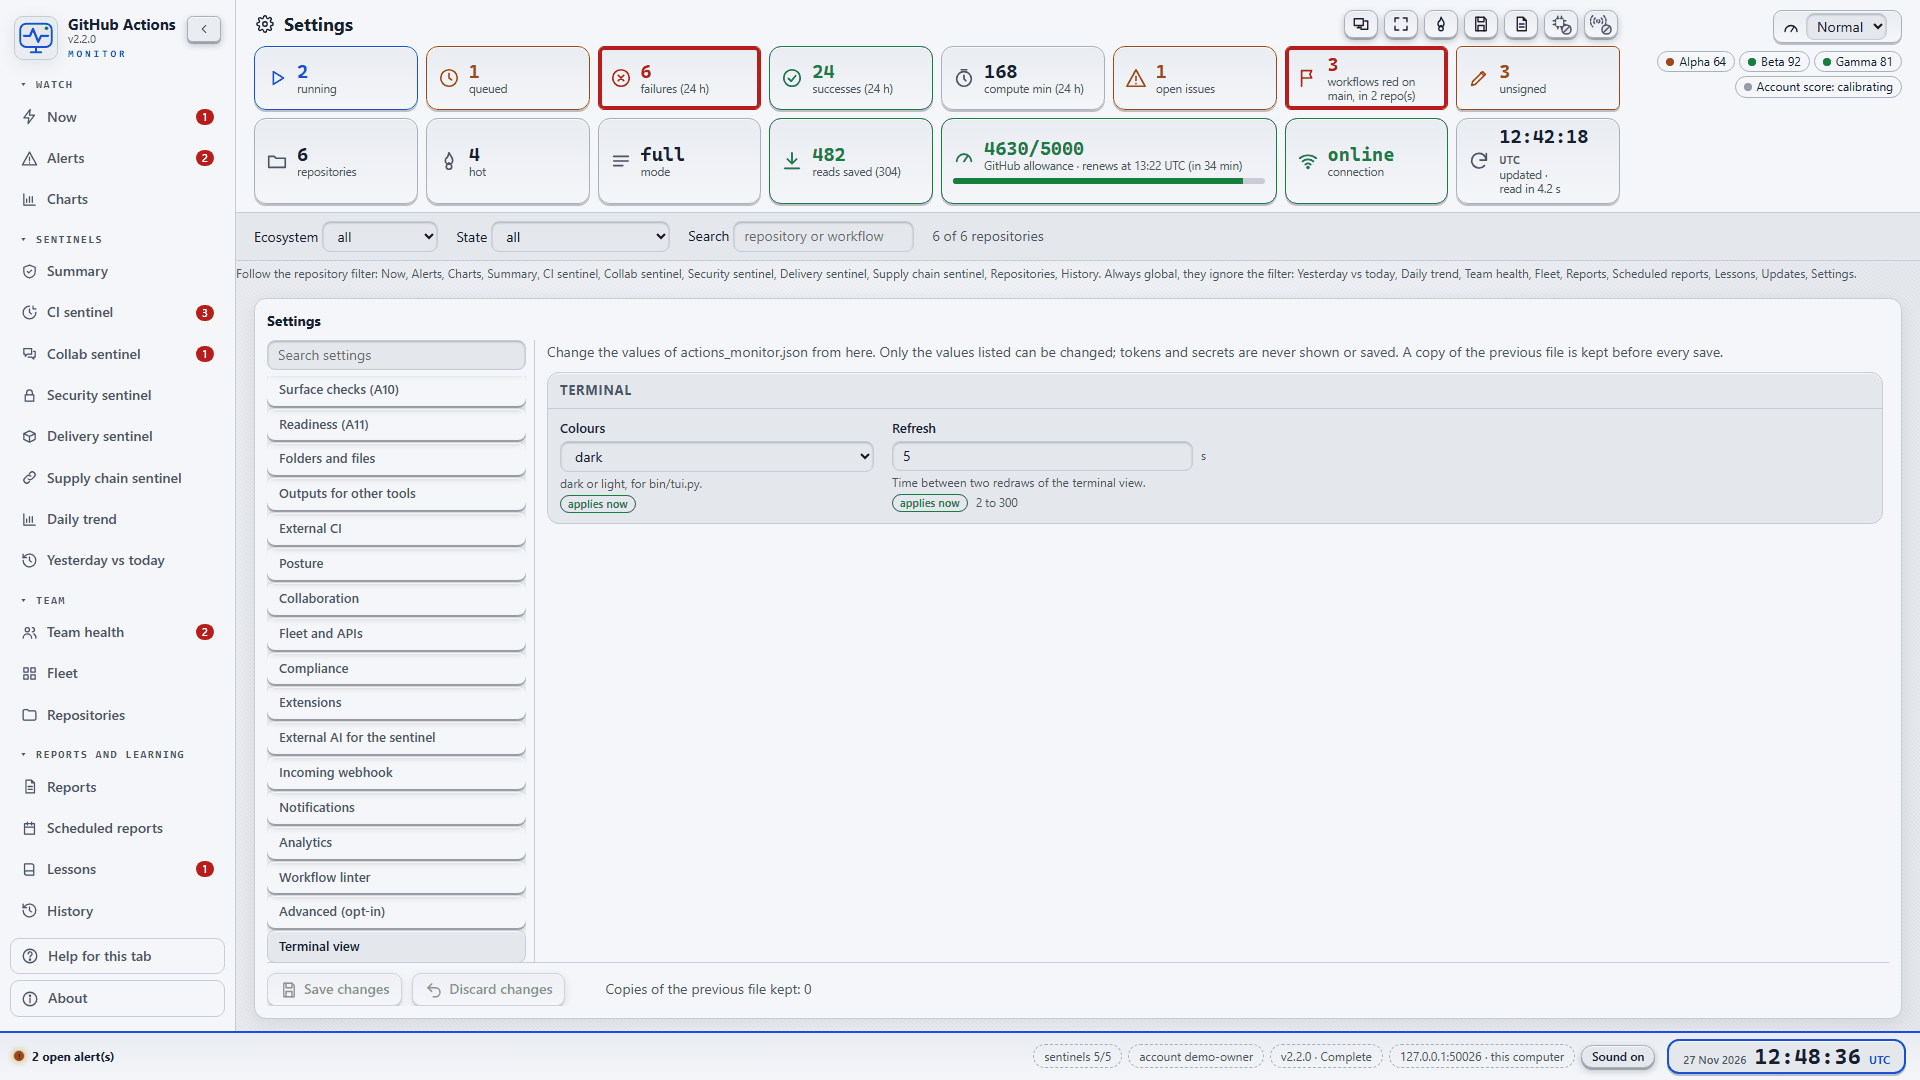 GitHub Actions
v2.2.0
MONITOR
WATCH
Now 1
Alerts 2
Charts
SENTINELS
Summary
CI sentinel 3
Collab sentinel 1
Security sentinel
Delivery sentinel
Supply chain sentinel
Daily trend
Yesterday vs today
TEAM
Team health 2
Fleet
Repositories
REPORTS AND LEARNING
Reports
Scheduled reports
Lessons 1
History
Help for this tab
About
Settings
Normal
2
running
1
queued
6
failures (24 h)
24
successes (24 h)
168
compute min (24 h)
1
open issues
3
workflows red on
main, in 2 repo(s)
3
unsigned
Alpha 64
Beta 92
Gamma 81
Account score: calibrating
6
repositories
4
hot
full
mode
482
reads saved (304)
4630/5000
GitHub allowance · renews at 13:22 UTC (in 34 min)
online
connection
12:42:18
UTC
updated ·
read in 4.2 s
Ecosystem all State all Search repository or workflow 6 of 6 repositories
Follow the repository filter: Now, Alerts, Charts, Summary, CI sentinel, Collab sentinel, Security sentinel, Delivery sentinel, Supply chain sentinel, Repositories, History. Always global, they ignore the filter: Yesterday vs today, Daily trend, Team health, Fleet, Reports, Scheduled reports, Lessons, Updates, Settings.
Settings
Search settings
Surface checks (A10)
Readiness (A11)
Folders and files
Outputs for other tools
External CI
Posture
Collaboration
Fleet and APIs
Compliance
Extensions
External AI for the sentinel
Incoming webhook
Notifications
Analytics
Workflow linter
Advanced (opt-in)
Terminal view
Change the values of actions_monitor.json from here. Only the values listed can be changed; tokens and secrets are never shown or saved. A copy of the previous file is kept before every save.
TERMINAL
Colours
dark
dark or light, for bin/tui.py.
applies now
Refresh
5 s
Time between two redraws of the terminal view.
applies now 2 to 300
Save changes
Discard changes
Copies of the previous file kept: 0
2 open alert(s)
sentinels 5/5
account demo-owner
v2.2.0 · Complete
127.0.0.1:50026 · this computer
Sound on
27 Nov 2026 12:48:36 UTC